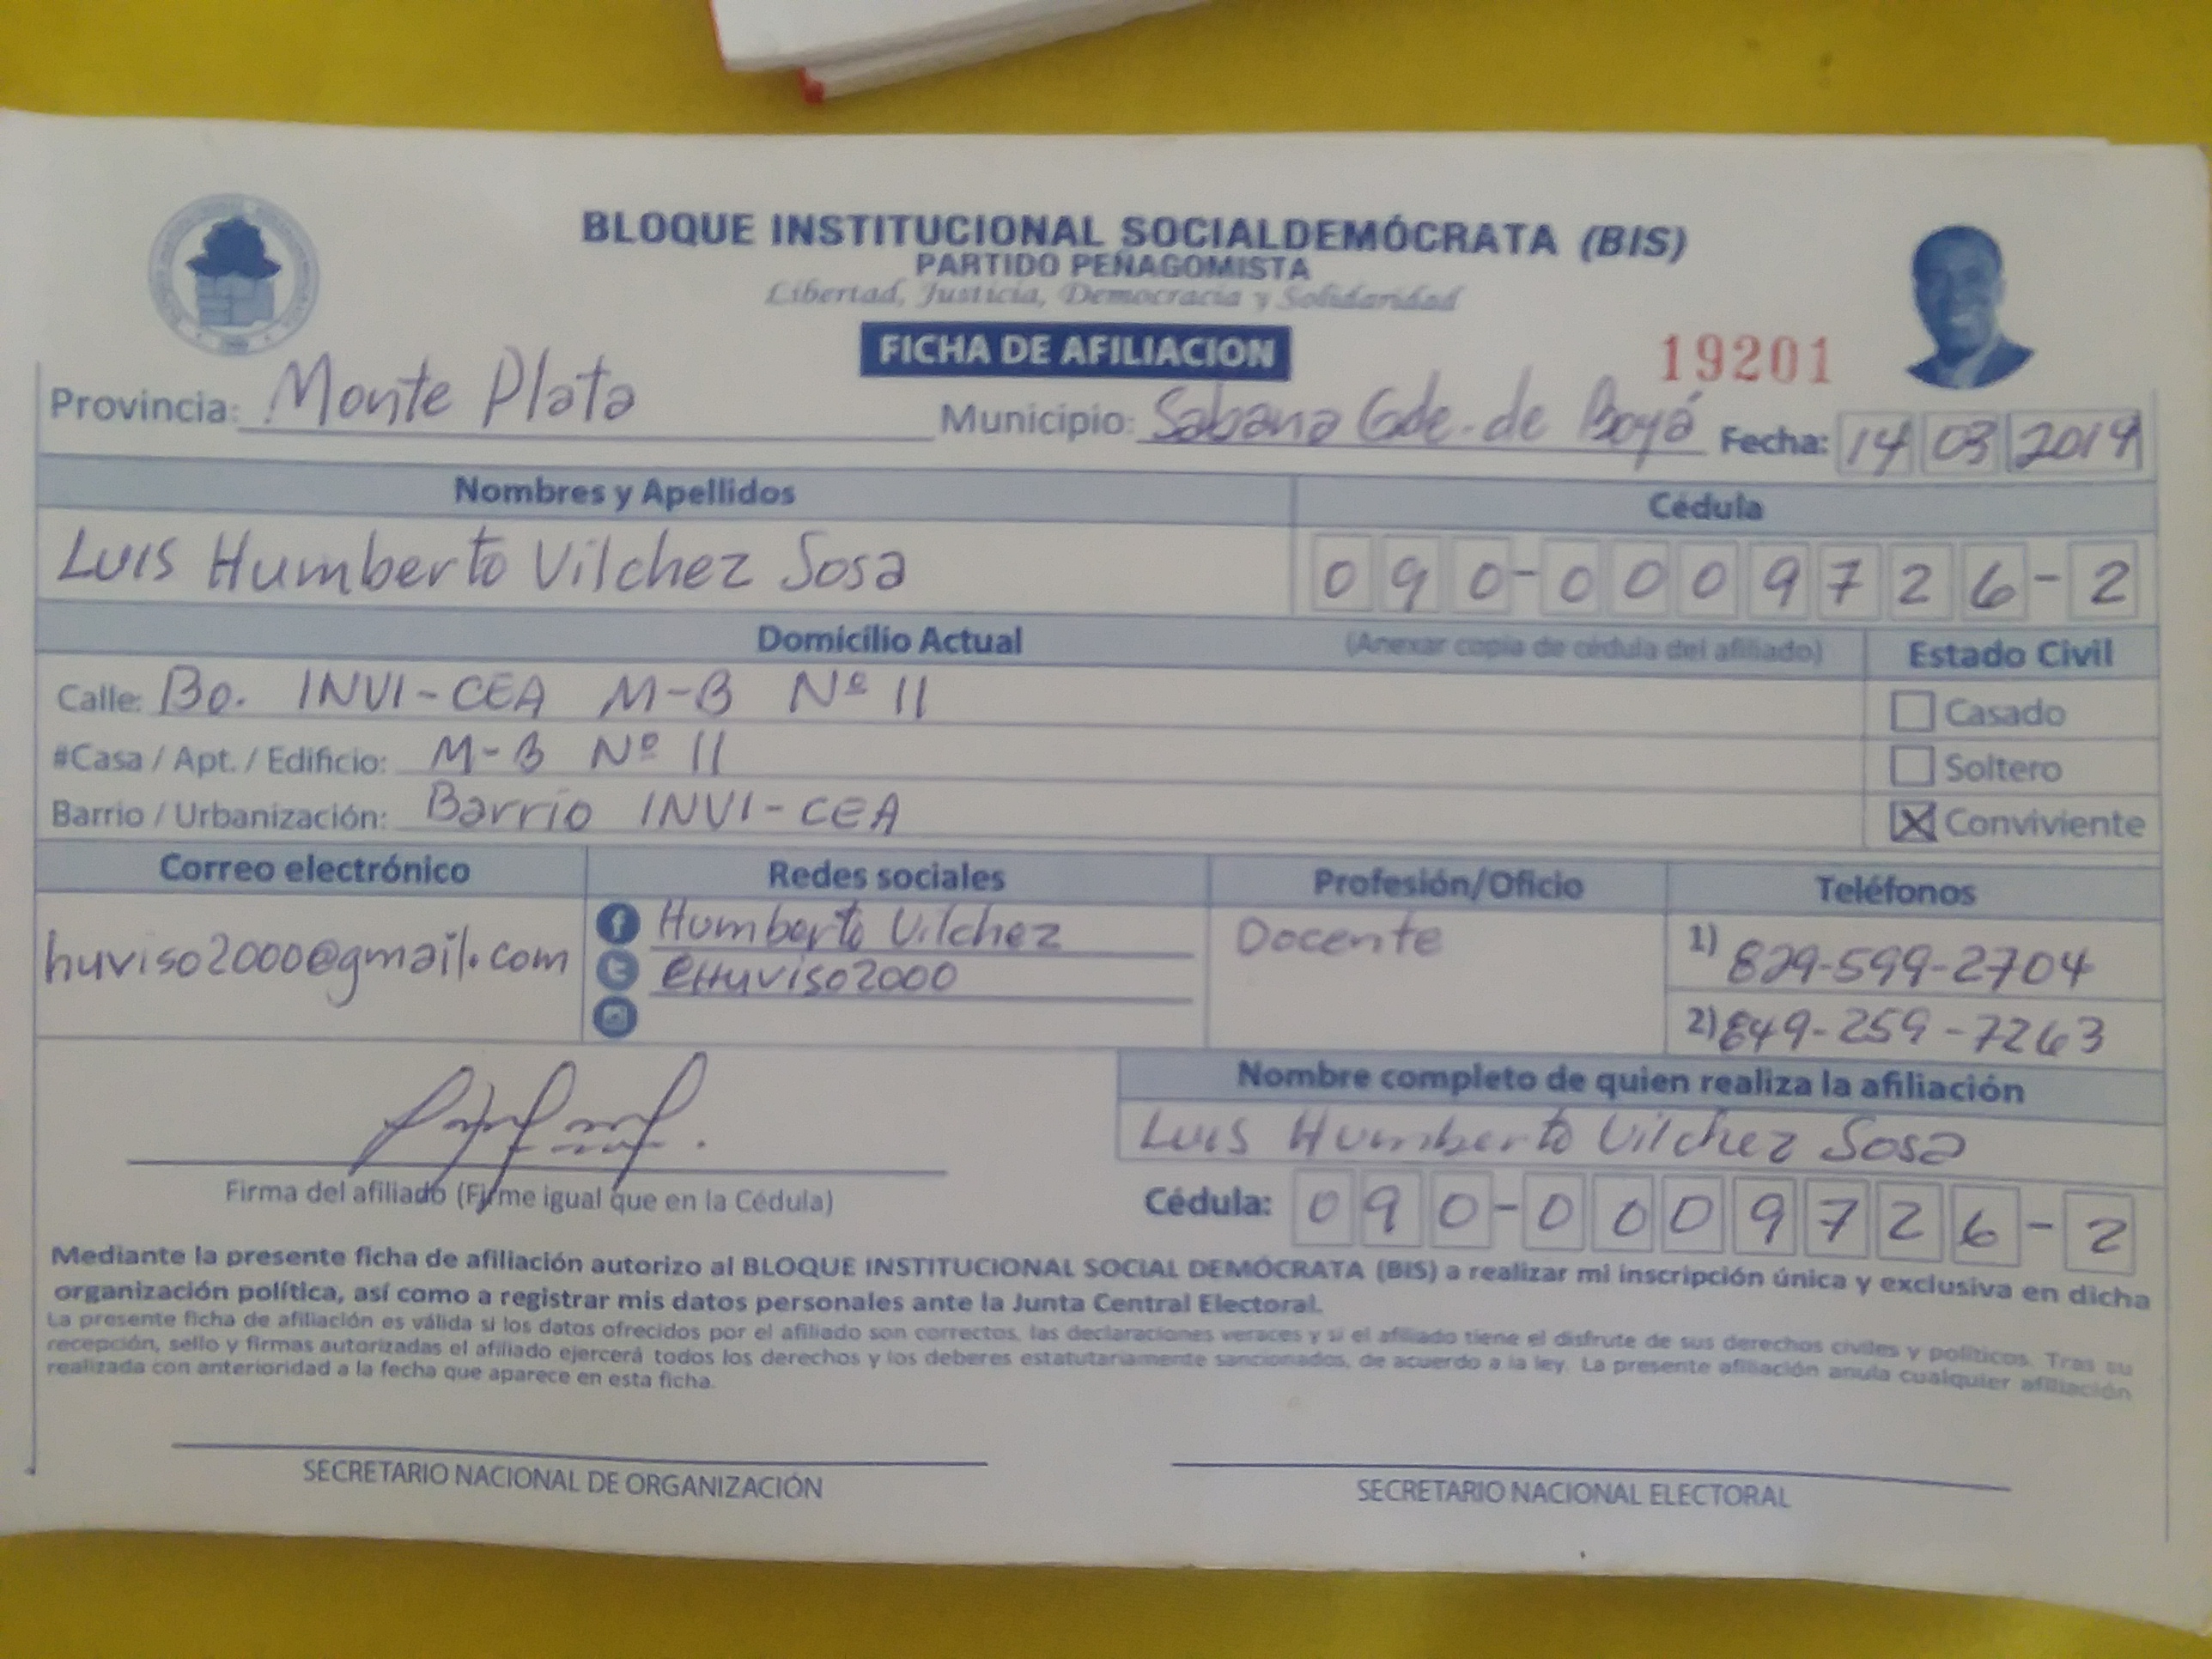 BLOQUE INSTITUCIONAL SOCIALDEMÓCRATA (BIS)
PARTIDO PEÑAGOMISTA
Libertad, Justicia, Democracia y Solidaridad
FICHA DE AFILIACION
19201
Provincia: Monte Plata Municipio: Sabana Gde. de Boyá Fecha: 14 03 2019
Nombres y Apellidos Cédula
Luis Humberto Vilchez Sosa 090-0009726-2
Domicilio Actual (Anexar copia de cédula del afiliado) Estado Civil
Calle: Bo. INVI-CEA M-B Nº 11 Casado
#Casa / Apt. / Edificio: M-B Nº 11 Soltero
Barrio / Urbanización: Barrio INVI-CEA Conviviente
Correo electrónico Redes sociales Profesión/Oficio Teléfonos
huviso2000@gmail.com Humberto Vilchez Docente 1) 829-599-2704
@Huviso2000
2) 849-259-7263
Nombre completo de quien realiza la afiliación
Luis Humberto Vilchez Sosa
Firma del afiliado (Firme igual que en la Cédula) Cédula: 090-0009726-2
Mediante la presente ficha de afiliación autorizo al BLOQUE INSTITUCIONAL SOCIAL DEMÓCRATA (BIS) a realizar mi inscripción única y exclusiva en dicha
organización política, así como a registrar mis datos personales ante la Junta Central Electoral.
La presente ficha de afiliación es válida si los datos ofrecidos por el afiliado son correctos, las declaraciones veraces y si el afiliado tiene el disfrute de sus derechos civiles y políticos. Tras su
recepción, sello y firmas autorizadas el afiliado ejercerá todos los derechos y los deberes estatutariamente sancionados, de acuerdo a la ley. La presente afiliación anula cualquier afiliación
realizada con anterioridad a la fecha que aparece en esta ficha.
SECRETARIO NACIONAL DE ORGANIZACIÓN SECRETARIO NACIONAL ELECTORAL